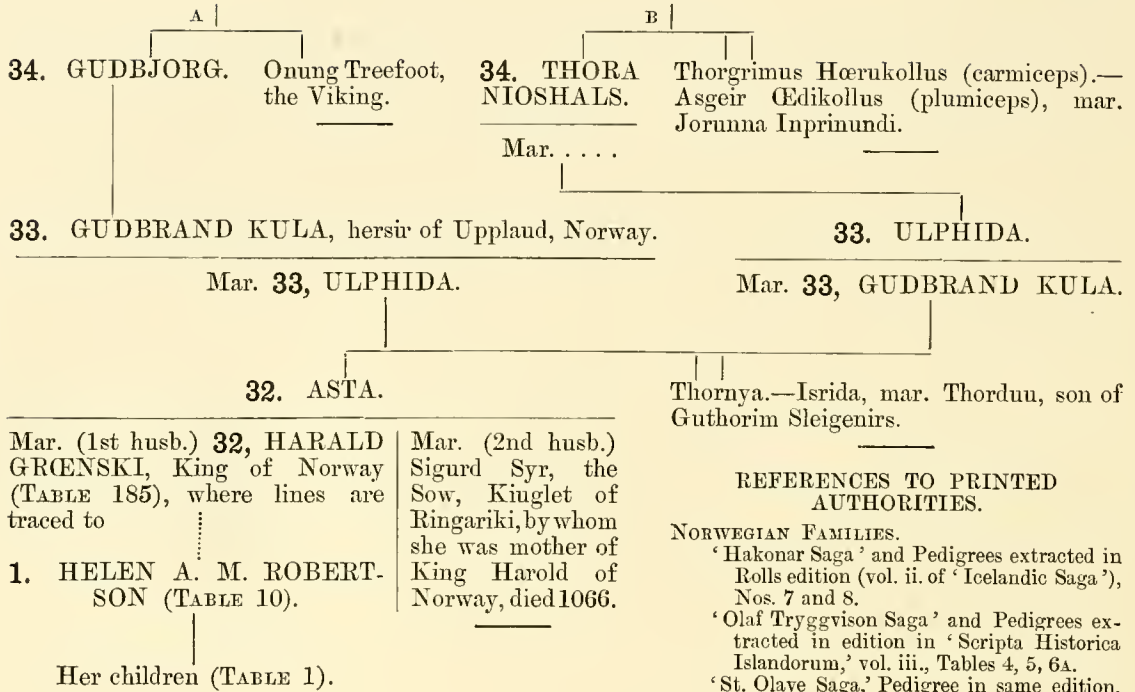 A
B
34. GUDBJORG.
Onung Treefoot,
the Viking.
34. THORA
NIOSHALS.
Mar. . . . .
Thorgrimus Hœrukollus (carmiceps).—
Asgeir Œdikollus (plumiceps), mar.
Jorunna Inprinundi.
33. GUDBRAND KULA, hersir of Uppland, Norway.
Mar. 33, ULPHIDA.
33. ULPHIDA.
Mar. 33, GUDBRAND KULA.
32. ASTA.
Thornya.—Isrida, mar. Thorduu, son of
Guthorim Sleigenirs.
Mar. (1st husb.) 32, HARALD
GRŒNSKI, King of Norway
(TABLE 185), where lines are
traced to
1. HELEN A. M. ROBERT-
SON (TABLE 10).
Her children (TABLE 1).
Mar. (2nd husb.)
Sigurd Syr, the
Sow, Kinglet of
Ringariki, by whom
she was mother of
King Harold of
Norway, died 1066.
REFERENCES TO PRINTED
AUTHORITIES.
NORWEGIAN FAMILIES.
‘Hakonar Saga’ and Pedigrees extracted in
Rolls edition (vol. ii. of ‘Icelandic Saga’),
Nos. 7 and 8.
‘Olaf Tryggvison Saga’ and Pedigrees ex-
tracted in edition in ‘Scripta Historica
Islandorum,’ vol. iii., Tables 4, 5, 6A.
‘St. Olave Saga,’ Pedigree in same edition.